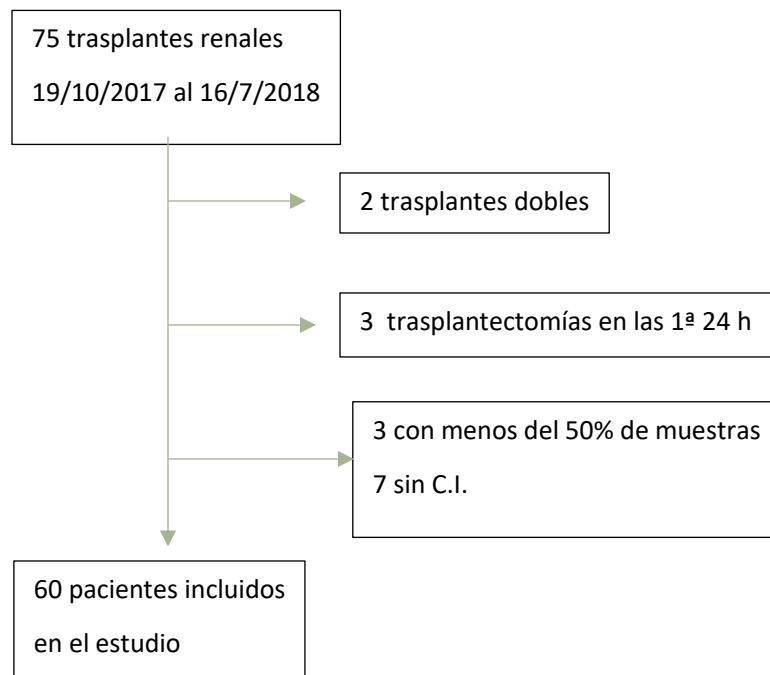 75 trasplantes renales
19/10/2017 al 16/7/2018
2 trasplantes dobles
3 trasplantectomías en las 1ª 24 h
3 con menos del 50% de muestras
7 sin C.I.
60 pacientes incluidos
en el estudio